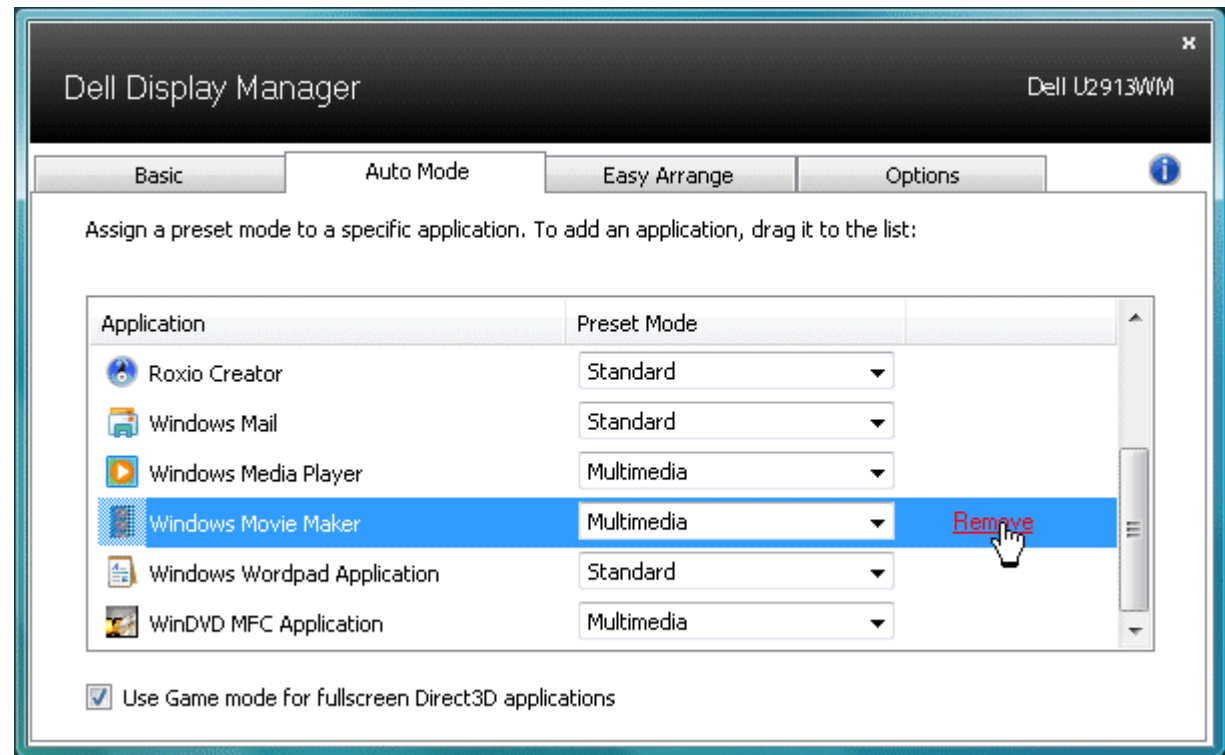 Dell Display Manager
Dell U2913WM
Basic Auto Mode Easy Arrange Options
Assign a preset mode to a specific application. To add an application, drag it to the list:
Application Preset Mode
Roxio Creator Standard
Windows Mail Standard
Windows Media Player Multimedia
Windows Movie Maker Multimedia Remove
Windows Wordpad Application Standard
WinDVD MFC Application Multimedia
Use Game mode for fullscreen Direct3D applications